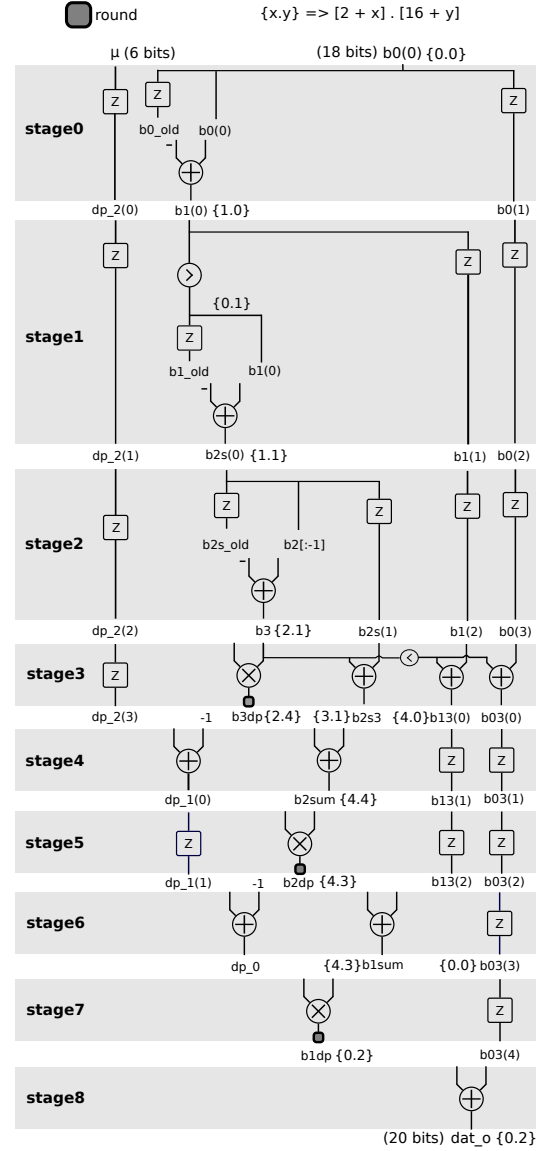 round {x.y} => [2 + x] . [16 + y]
μ (6 bits) (18 bits) b0(0) {0.0}
stage0
Z Z Z
b0_old b0(0)
-
+
dp_2(0) b1(0) {1.0} b0(1)
stage1
Z Z Z
>
{0.1}
Z
b1_old b1(0)
-
+
dp_2(1) b2s(0) {1.1} b1(1) b0(2)
stage2
Z Z Z Z Z
b2s_old b2[:-1]
-
+
dp_2(2) b3 {2.1} b2s(1) b1(2) b0(3)
stage3
<
Z × + + +
dp_2(3) -1 b3dp{2.4} {3.1} b2s3 {4.0} b13(0) b03(0)
stage4
+ + Z Z
dp_1(0) b2sum {4.4} b13(1) b03(1)
stage5
Z × Z Z
dp_1(1) -1 b2dp {4.3} b13(2) b03(2)
stage6
+ + Z
dp_0 {4.3} b1sum {0.0} b03(3)
stage7
× Z
b1dp {0.2} b03(4)
stage8
+
(20 bits) dat_o {0.2}